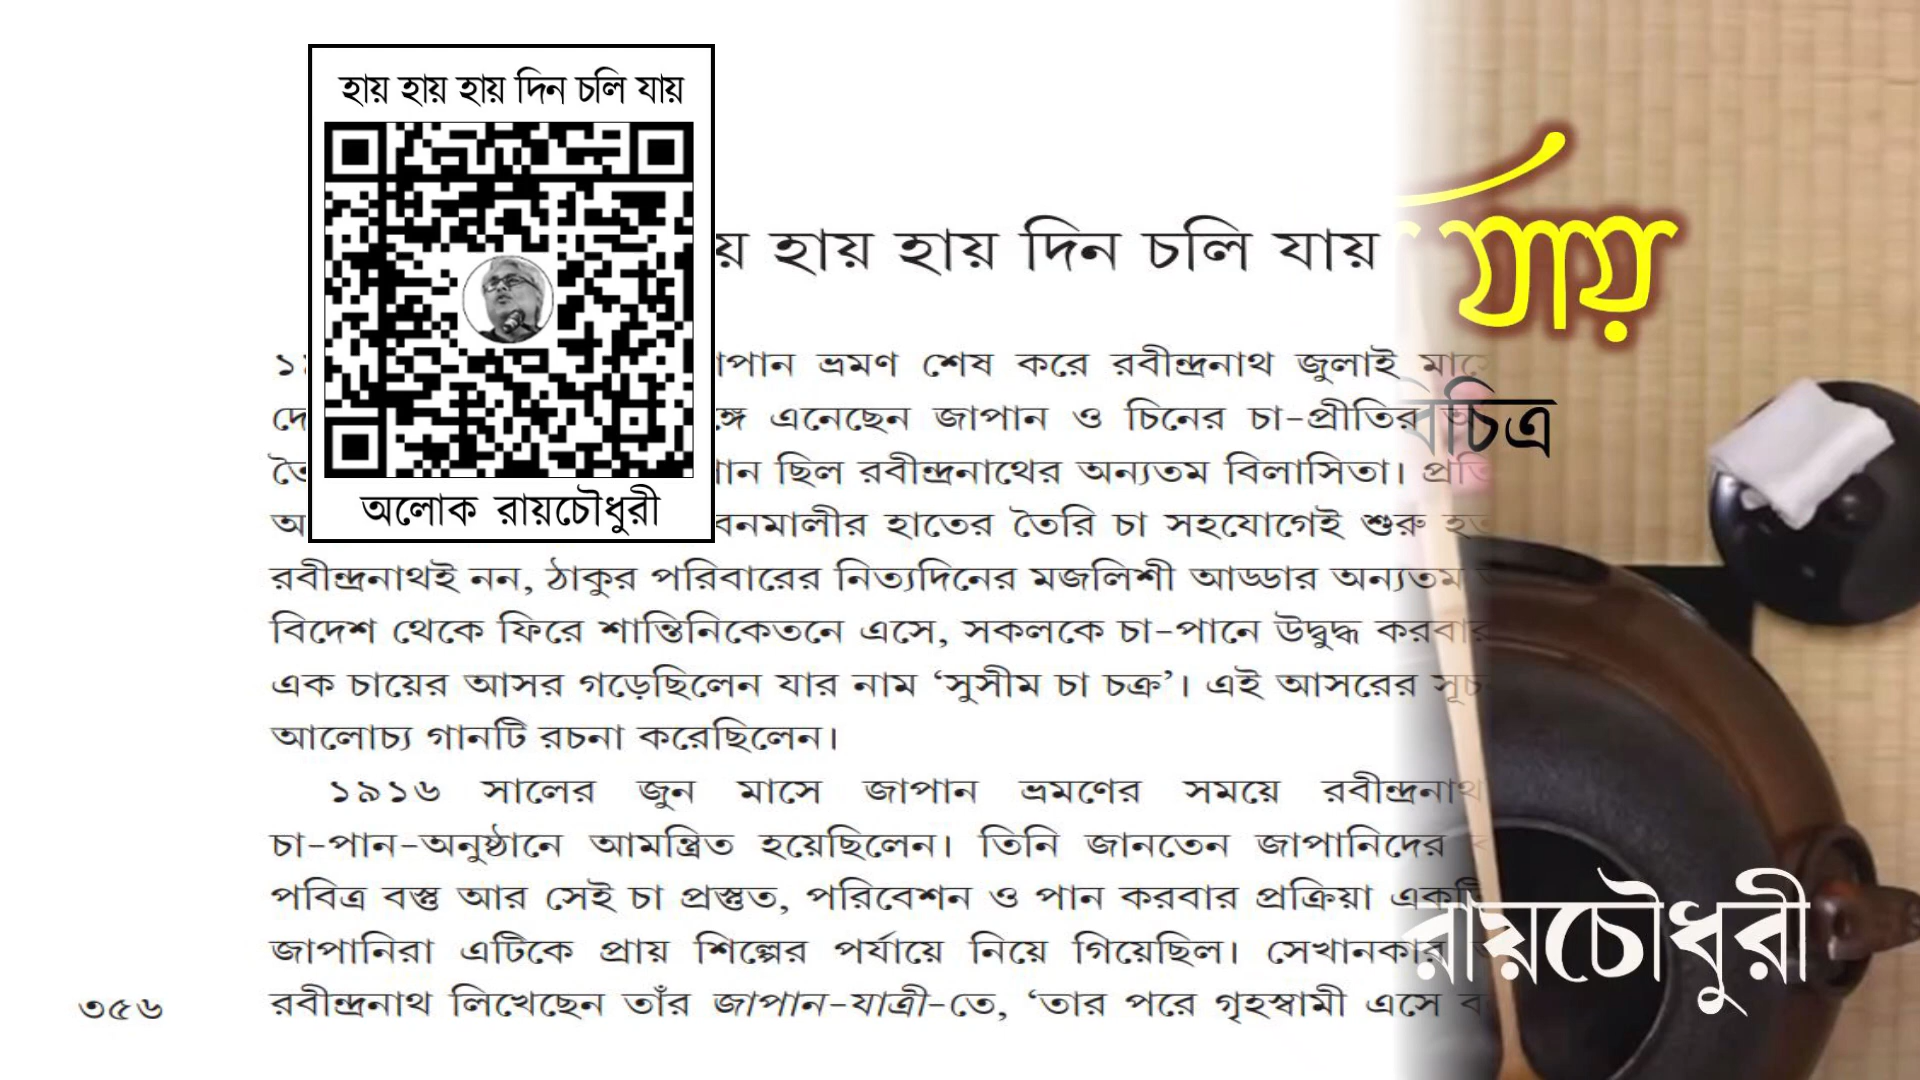 হায় হায় হায় দিন চলি যায়
অলোক রায়চৌধুরী
য় হায় হায় দিন চলি যায়
যায়
পান ভ্রমণ শেষ করে রবীন্দ্রনাথ জুলাই
এনেছেন জাপান ও চিনের চা-প্রীতির
চিত্র
ছিল রবীন্দ্রনাথের অন্যতম বিলাসিতা।
বনমালীর হাতের তৈরি চা সহযোগেই শুরু
রবীন্দ্রনাথই নন, ঠাকুর পরিবারের নিত্যদিনের মজলিশী আড্ডার অন্যতম
বিদেশ থেকে ফিরে শান্তিনিকেতনে এসে, সকলকে চা-পানে উদ্বুদ্ধ করবার
এক চায়ের আসর গড়েছিলেন যার নাম ‘সুসীম চা চক্র’। এই আসরের
আলোচ্য গানটি রচনা করেছিলেন।
১৯১৬ সালের জুন মাসে জাপান ভ্রমণের সময়ে রবীন্দ্রনাথ
চা-পান-অনুষ্ঠানে আমন্ত্রিত হয়েছিলেন। তিনি জানতেন জাপানিদের
পবিত্র বস্তু আর সেই চা প্রস্তুত, পরিবেশন ও পান করবার প্রক্রিয়া একটি
জাপানিরা এটিকে প্রায় শিল্পের পর্যায়ে নিয়ে গিয়েছিল। সেখানকার
রায়চৌধুরী
রবীন্দ্রনাথ লিখেছেন তাঁর জাপান-যাত্রী-তে, ‘তার পরে গৃহস্বামী এসে
৩৫৬